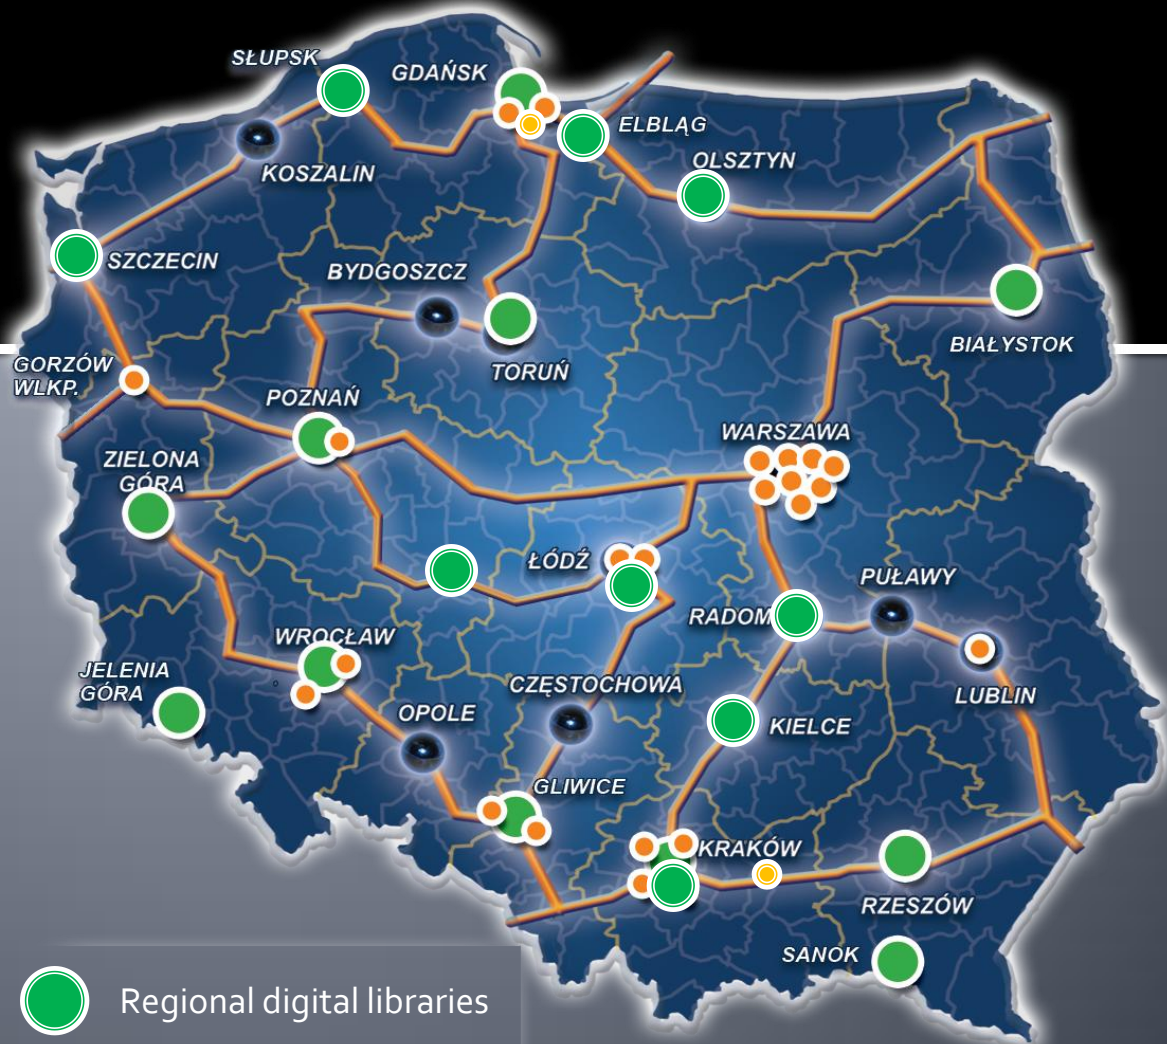 SŁUPSK
GDAŃSK
ELBLĄG
OLSZTYN
KOSZALIN
SZCZECIN
BYDGOSZCZ
BIAŁYSTOK
GORZÓW
WLKP.
TORUŃ
POZNAŃ
WARSZAWA
ZIELONA
GÓRA
ŁÓDŹ
PUŁAWY
RADOM
WROCŁAW
JELENIA
GÓRA
CZĘSTOCHOWA
LUBLIN
OPOLE
KIELCE
GLIWICE
KRAKÓW
RZESZÓW
SANOK
Regional digital libraries